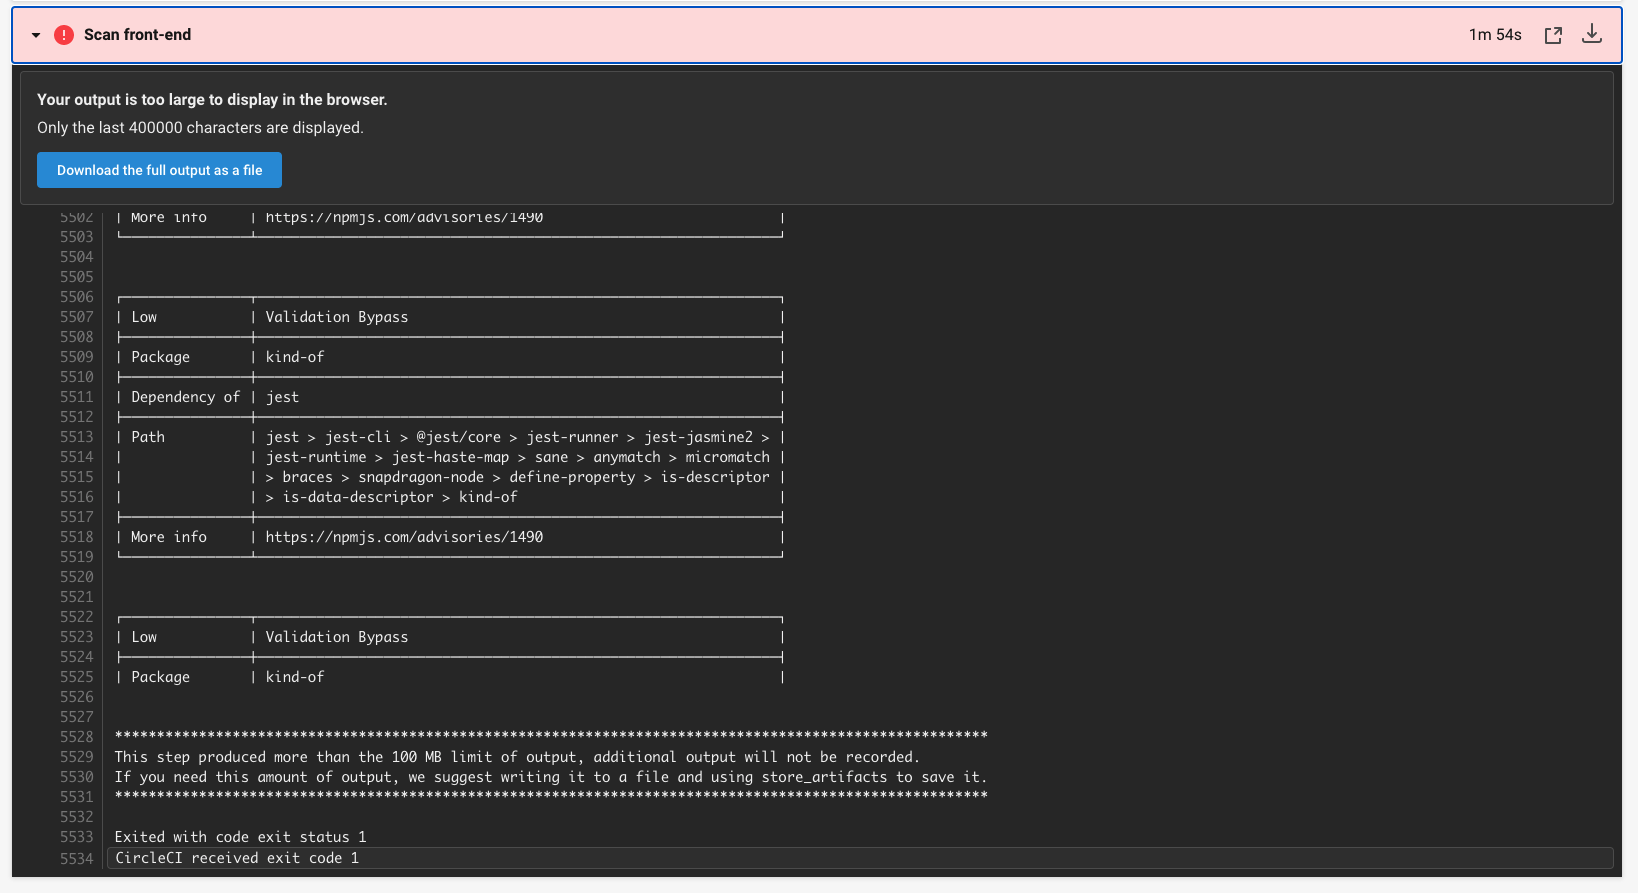 Scan front-end
1m 54s
Your output is too large to display in the browser.
Only the last 400000 characters are displayed.
Download the full output as a file
5502 | More info | https://npmjs.com/advisories/1490 |
5503
5504
5505
5506
5507 | Low | Validation Bypass |
5508
5509 | Package | kind-of |
5510
5511 | Dependency of | jest |
5512
5513 | Path | jest > jest-cli > @jest/core > jest-runner > jest-jasmine2 > |
5514 | | jest-runtime > jest-haste-map > sane > anymatch > micromatch |
5515 | | > braces > snapdragon-node > define-property > is-descriptor |
5516 | | > is-data-descriptor > kind-of |
5517
5518 | More info | https://npmjs.com/advisories/1490 |
5519
5520
5521
5522
5523 | Low | Validation Bypass |
5524
5525 | Package | kind-of |
5526
5527
5528 ********************************************************************************************************
5529 This step produced more than the 100 MB limit of output, additional output will not be recorded.
5530 If you need this amount of output, we suggest writing it to a file and using store_artifacts to save it.
5531 ********************************************************************************************************
5532
5533 Exited with code exit status 1
5534 CircleCI received exit code 1